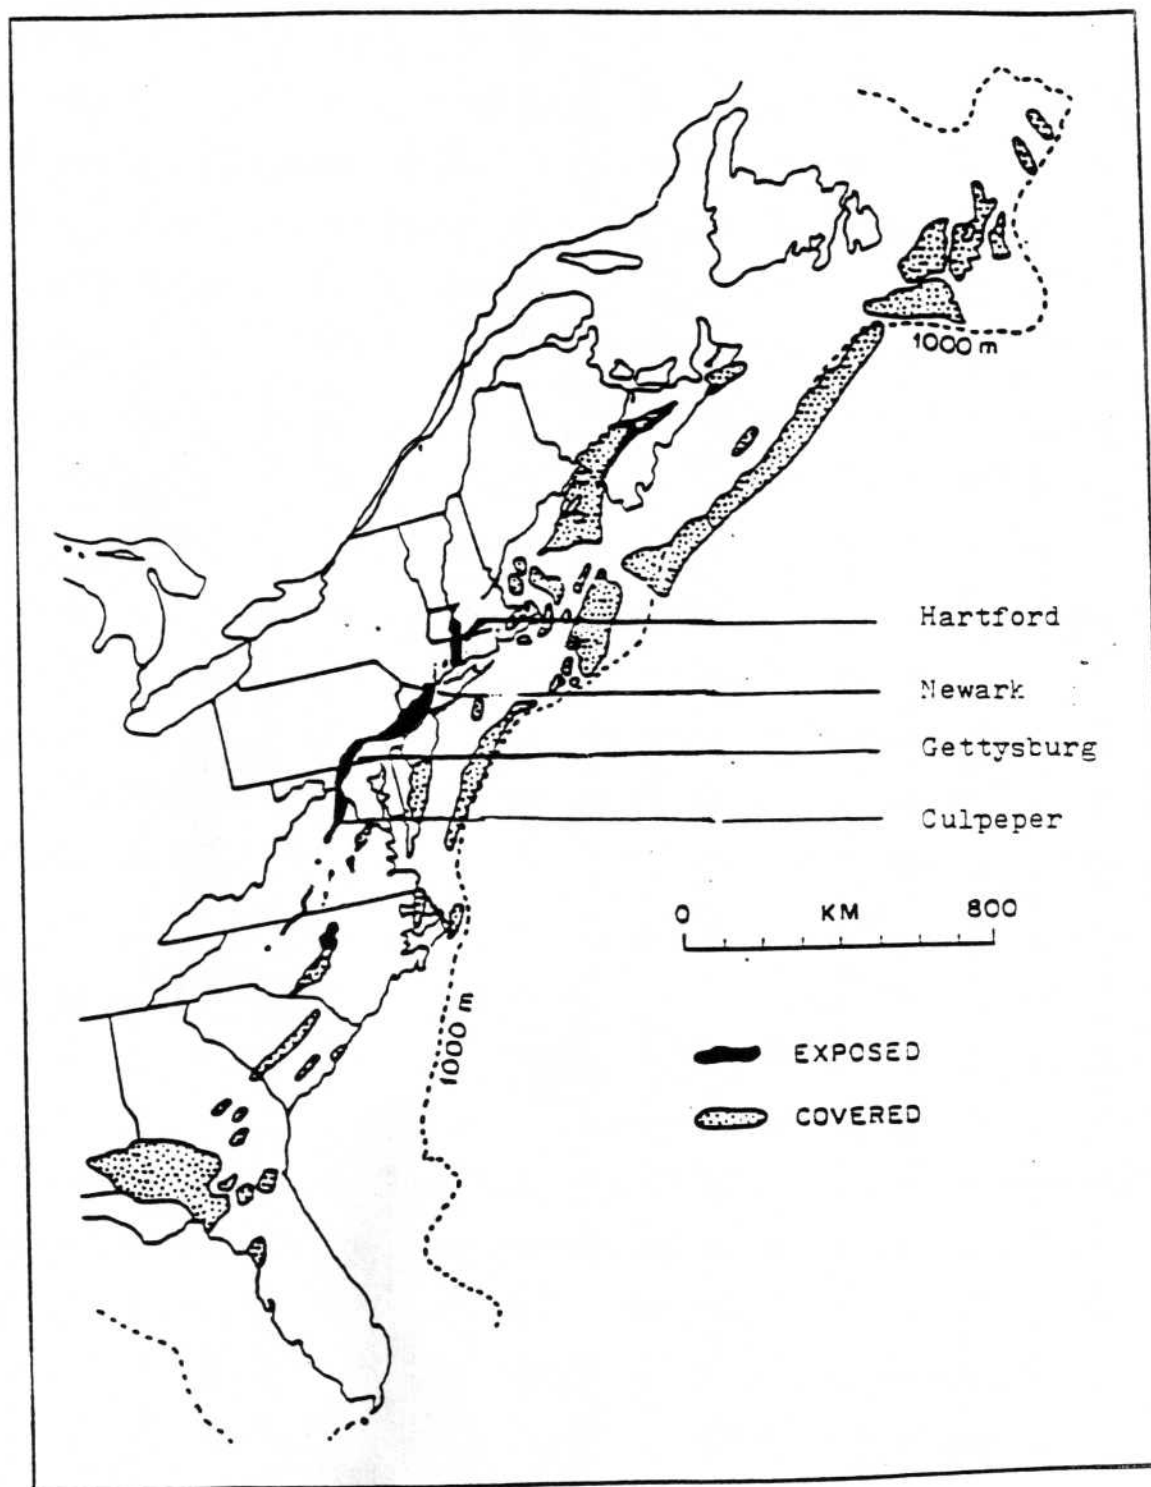 1000 m
Hartford
Newark
Gettysburg
Culpeper
0 KM 800
1000 m
EXPOSED
COVERED